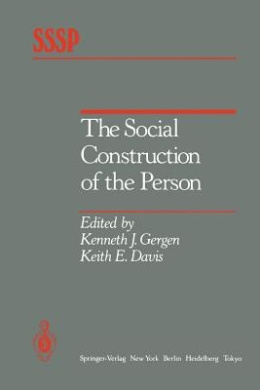 SSSP
The Social
Construction
of the Person
Edited by
Kenneth J. Gergen
Keith E. Davis
Springer-Verlag New York Berlin Heidelberg Tokyo